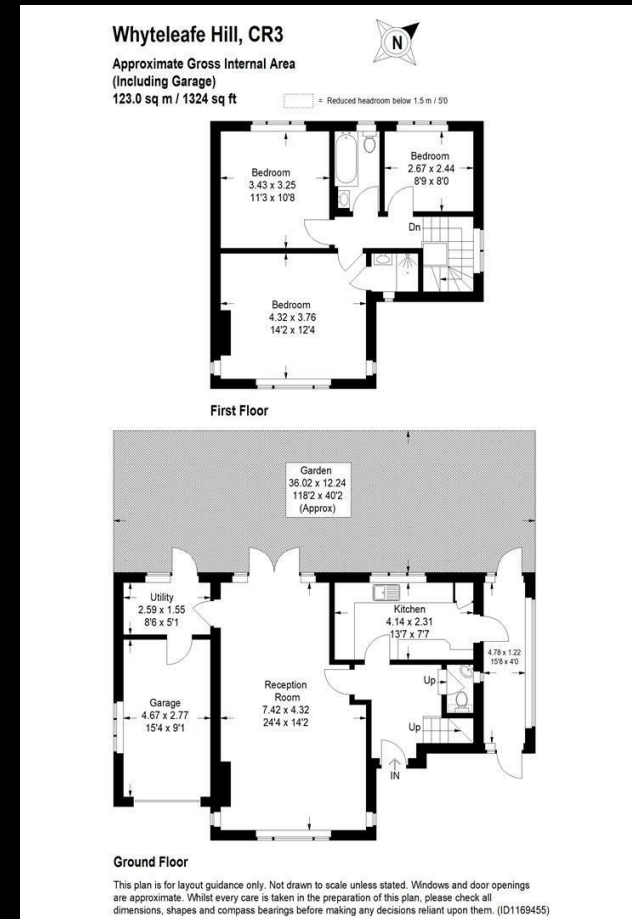 Whyteleafe Hill, CR3
N
Approximate Gross Internal Area
(Including Garage)
123.0 sq m / 1324 sq ft
= Reduced headroom below 1.5 m / 5'0
Bedroom
3.43 x 3.25
11'3 x 10'8
Bedroom
2.67 x 2.44
8'9 x 8'0
Dn
Bedroom
4.32 x 3.76
14'2 x 12'4
First Floor
Garden
36.02 x 12.24
118'2 x 40'2
(Approx)
Utility
2.59 x 1.55
8'6 x 5'1
Kitchen
4.14 x 2.31
13'7 x 7'7
4.78 x 1.22
15'8 x 4'0
Garage
4.67 x 2.77
15'4 x 9'1
Reception
Room
7.42 x 4.32
24'4 x 14'2
Up
Up
IN
Ground Floor
This plan is for layout guidance only. Not drawn to scale unless stated. Windows and door openings
are approximate. Whilst every care is taken in the preparation of this plan, please check all
dimensions, shapes and compass bearings before making any decisions reliant upon them. (ID1169455)